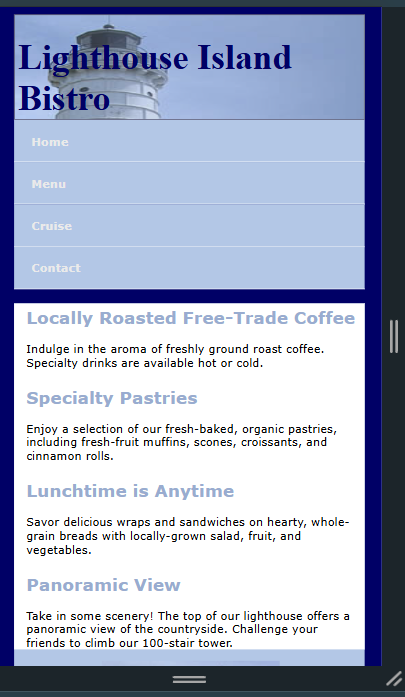 Lighthouse Island
Bistro
Home
Menu
Cruise
Contact
Locally Roasted Free-Trade Coffee
Indulge in the aroma of freshly ground roast coffee.
Specialty drinks are available hot or cold.
Specialty Pastries
Enjoy a selection of our fresh-baked, organic pastries,
including fresh-fruit muffins, scones, croissants, and
cinnamon rolls.
Lunchtime is Anytime
Savor delicious wraps and sandwiches on hearty, whole-
grain breads with locally-grown salad, fruit, and
vegetables.
Panoramic View
Take in some scenery! The top of our lighthouse offers a
panoramic view of the countryside. Challenge your
friends to climb our 100-stair tower.